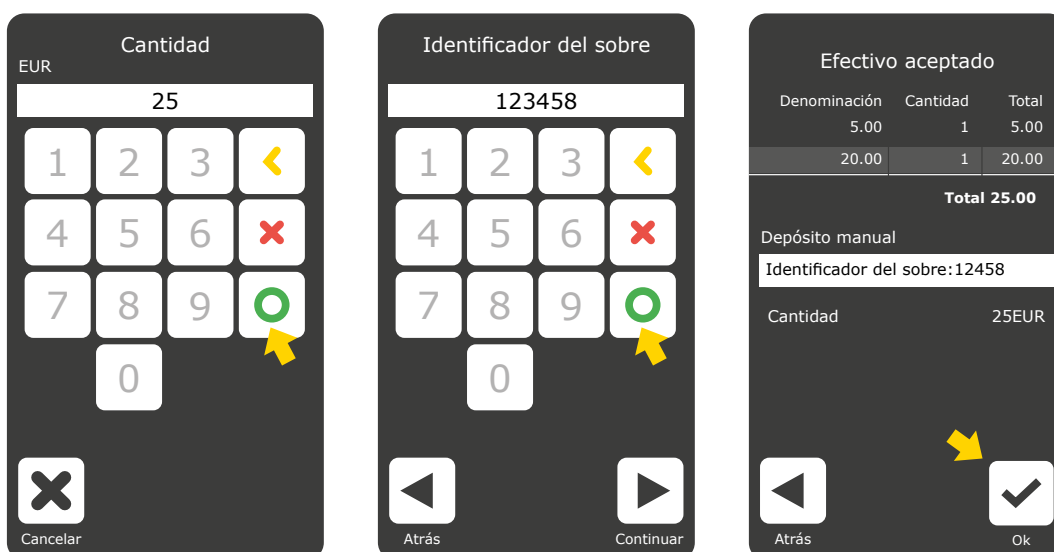 Cantidad
EUR
25
1 2 3
4 5 6
7 8 9
0
Cancelar
Identificador del sobre
123458
1 2 3
4 5 6
7 8 9
0
Atrás Continuar
Efectivo aceptado
Denominación Cantidad Total
5.00 1 5.00
20.00 1 20.00
Total 25.00
Depósito manual
Identificador del sobre:12458
Cantidad 25EUR
Atrás Ok